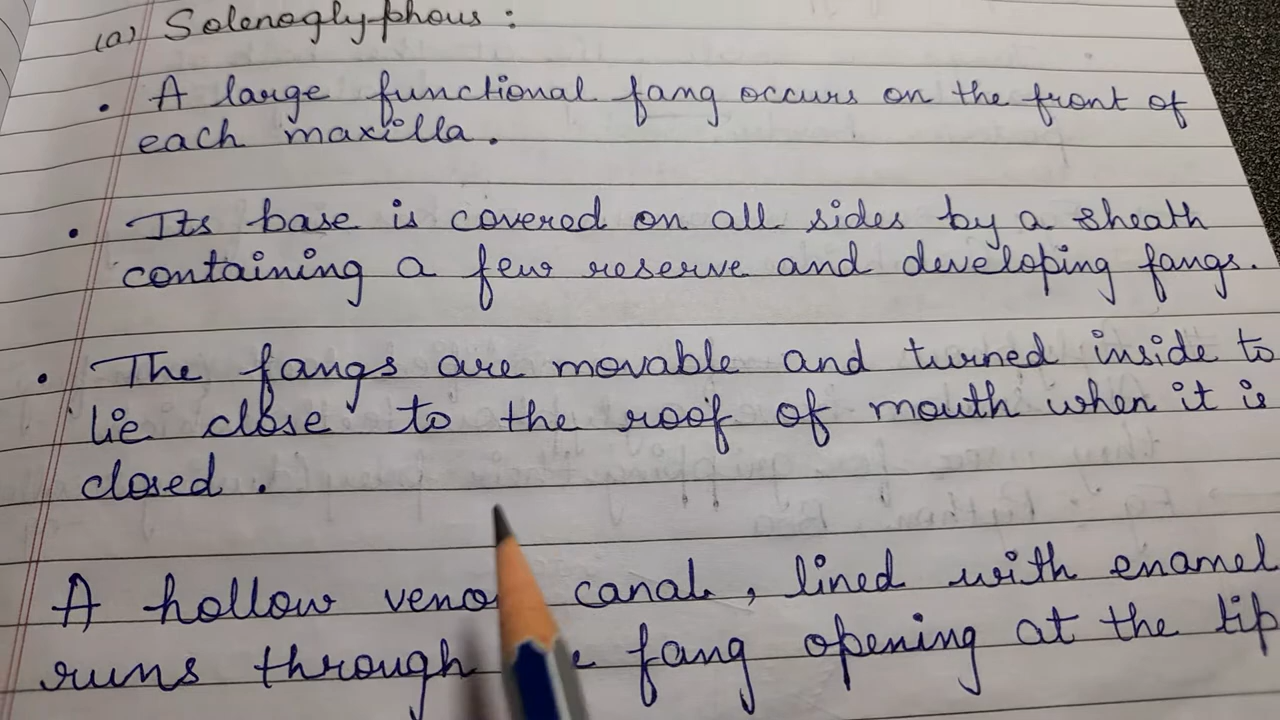 (a) Solenoglyphous :
• A large functional fang occurs on the front of
each maxilla.
• Its base is covered on all sides by a sheath
containing a few reserve and developing fangs.
• The fangs are movable and turned inside to
lie close to the roof of mouth when it is
closed.
A hollow veno canal, lined with enamel
runs through e fang opening at the tip